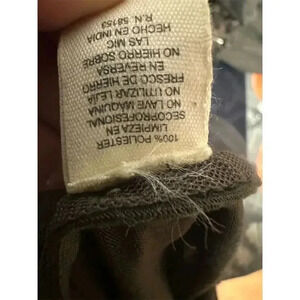 100% POLIESTER
LIMPIEZA EN
SECOPROFESIONAL
NO LAVE MAQUINA
NO UTILIZAR LEJIA
FRESCO DE HIERRO
EN REVERSA
NO HIERRO SOBRE
LAS MIC
HECHO EN INDIA
R.N. 58153